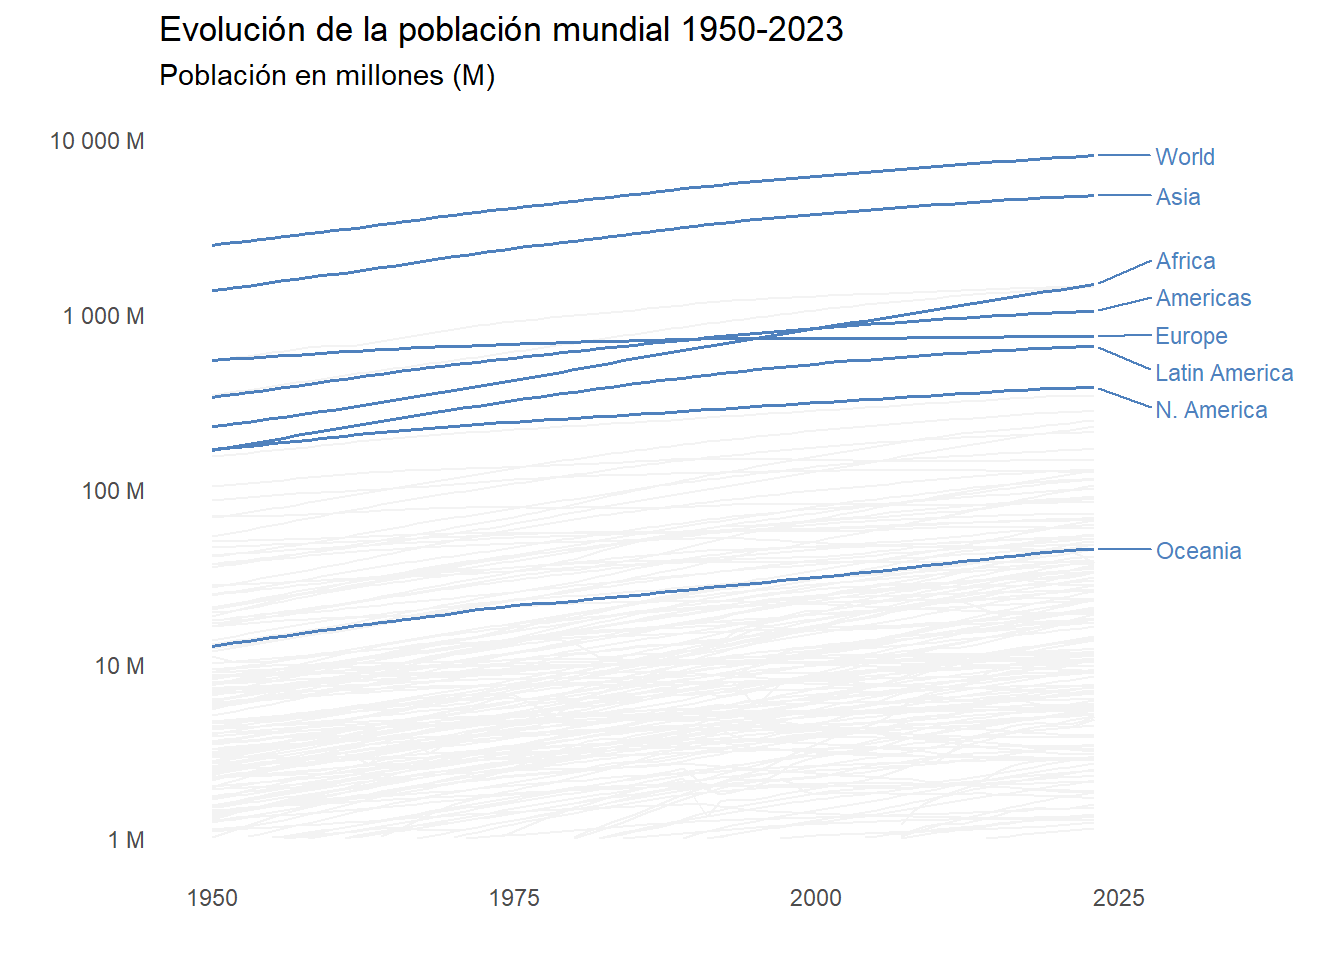 Evolución de la población mundial 1950-2023
Población en millones (M)
10 000 M
World
Asia
Africa
Americas
1 000 M
Europe
Latin America
N. America
100 M
Oceania
10 M
1 M
1950
1975
2000
2025